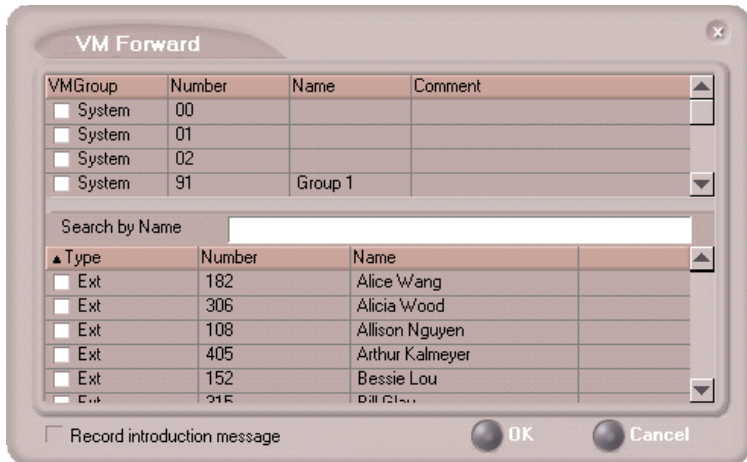 VM Forward
VMGroup Number Name Comment
System 00
System 01
System 02
System 91 Group 1
Search by Name
Type Number Name
Ext 182 Alice Wang
Ext 306 Alicia Wood
Ext 108 Allison Nguyen
Ext 405 Arthur Kalmeyer
Ext 152 Bessie Lou
Ext 315
Record introduction message OK Cancel